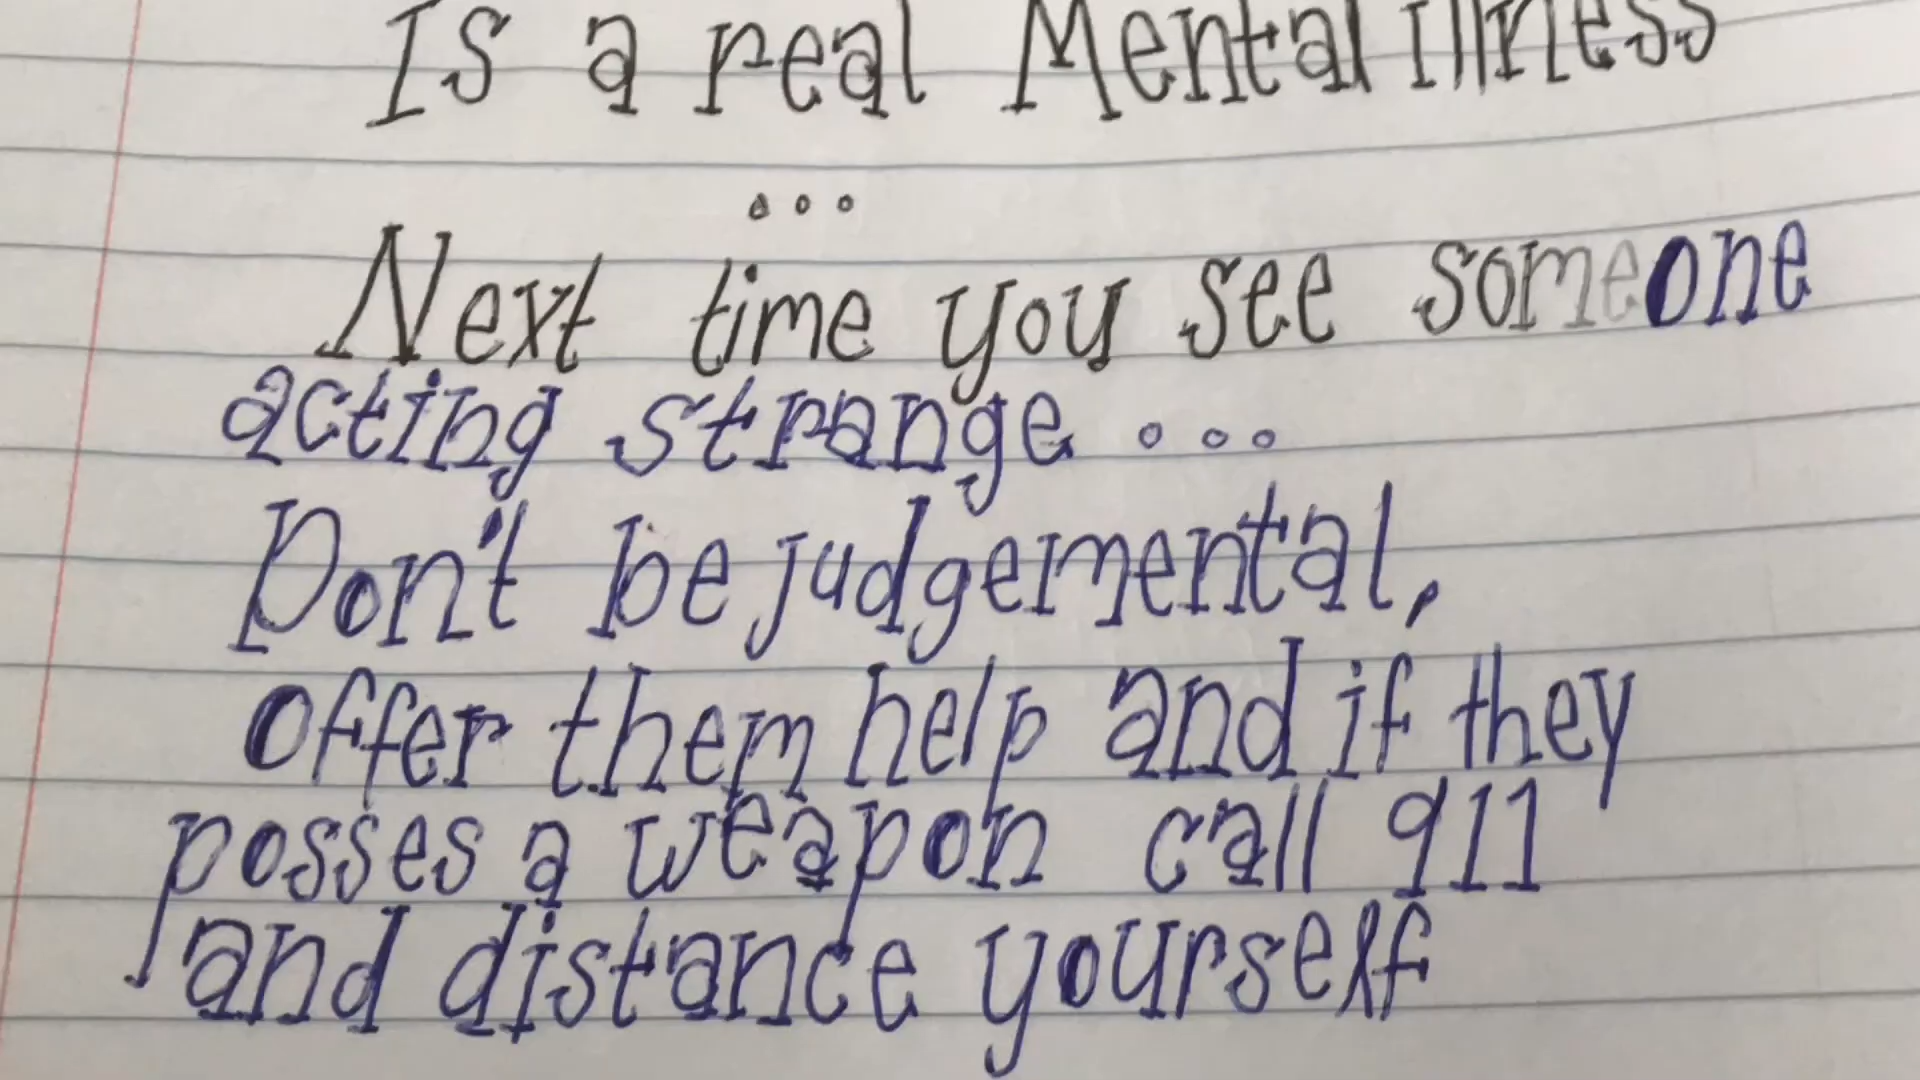 Is a real Mental illness
...
Next time you see someone
acting strange ...
Don't be judgemental,
offer them help and if they
posses a weapon call 911
and distance yourself